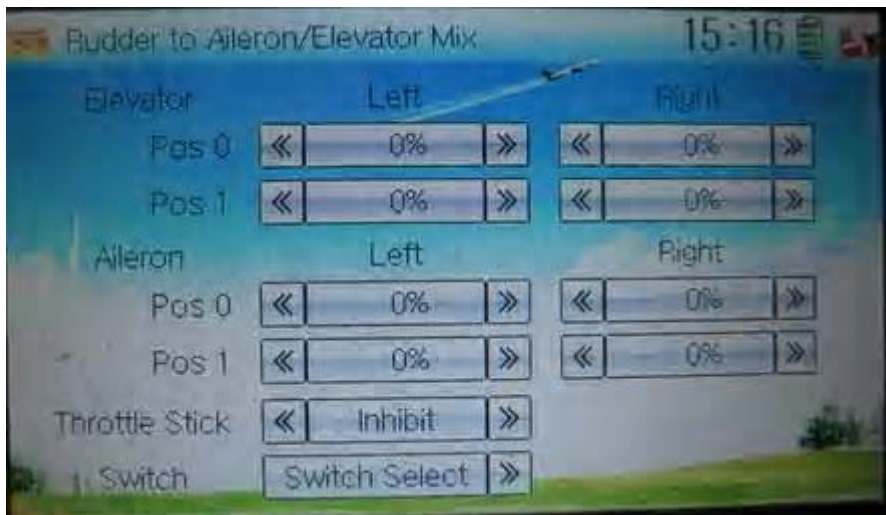 Rudder to Aileron/Elevator Mix 15:16
Elevator Left Right
Pos 0 « 0% » « 0% »
Pos 1 « 0% » « 0% »
Aileron Left Right
Pos 0 « 0% » « 0% »
Pos 1 « 0% » « 0% »
Throttle Stick « Inhibit »
Switch Switch Select »